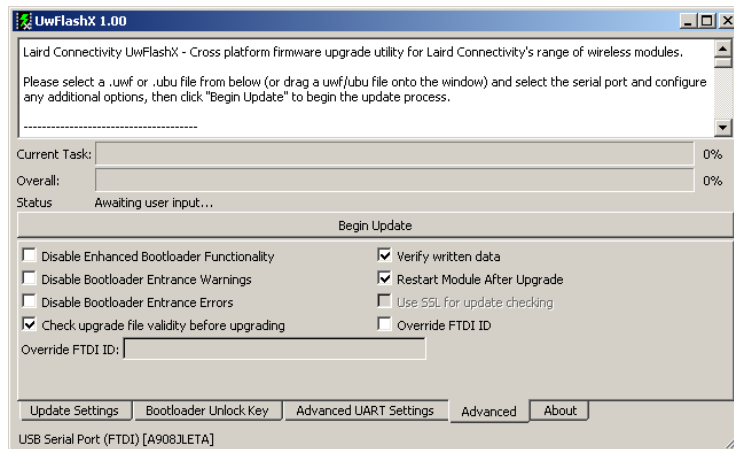 UwFlashX 1.00
Laird Connectivity UwFlashX - Cross platform firmware upgrade utility for Laird Connectivity's range of wireless modules.
Please select a .uwf or .ubu file from below (or drag a uwf/ubu file onto the window) and select the serial port and configure
any additional options, then click "Begin Update" to begin the update process.
--------------------------------------
Current Task: 0%
Overall: 0%
Status Awaiting user input...
Begin Update
Disable Enhanced Bootloader Functionality Verify written data
Disable Bootloader Entrance Warnings Restart Module After Upgrade
Disable Bootloader Entrance Errors Use SSL for update checking
Check upgrade file validity before upgrading Override FTDI ID
Override FTDI ID:
Update Settings Bootloader Unlock Key Advanced UART Settings Advanced About
USB Serial Port (FTDI) [A908JLETA]